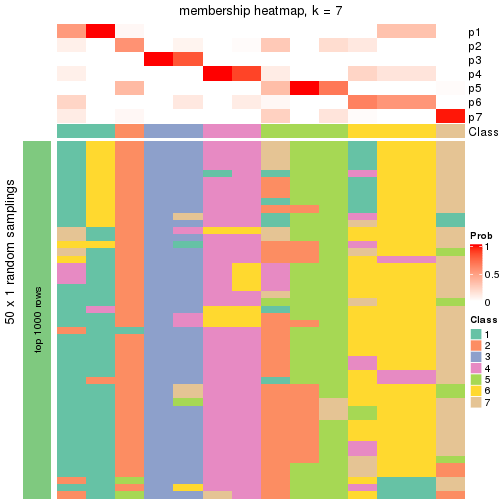 membership heatmap, k = 7
p1
p2
p3
p4
p5
p6
p7
Class
50 x 1 random samplings
top 1000 rows
Prob
1
0.5
0
Class
1
2
3
4
5
6
7